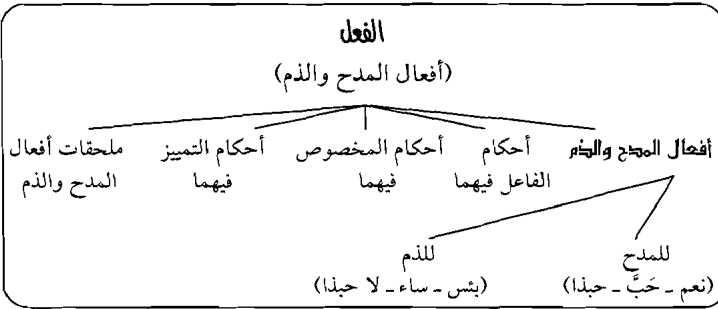 الفعل
(أفعال المدح والذم)
أفعال المدح والذم أحكام أحكام المخصوص أحكام التمييز ملحقات أفعال
الفاعل فيهما فيهما فيهما المدح والذم
للمدح للذم
(نعم - حَبَّ - حبذا) (بئس - ساء - لا حبذا)